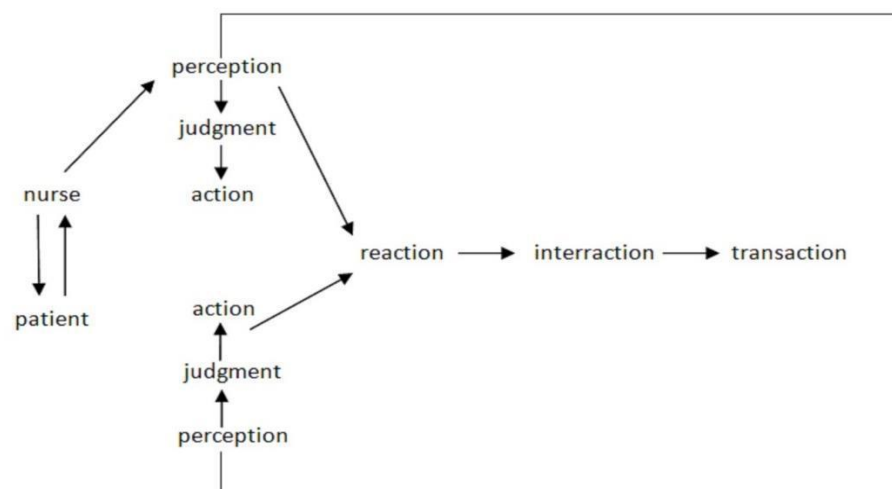 perception
judgment
nurse
action
reaction
interraction
transaction
patient
action
judgment
perception